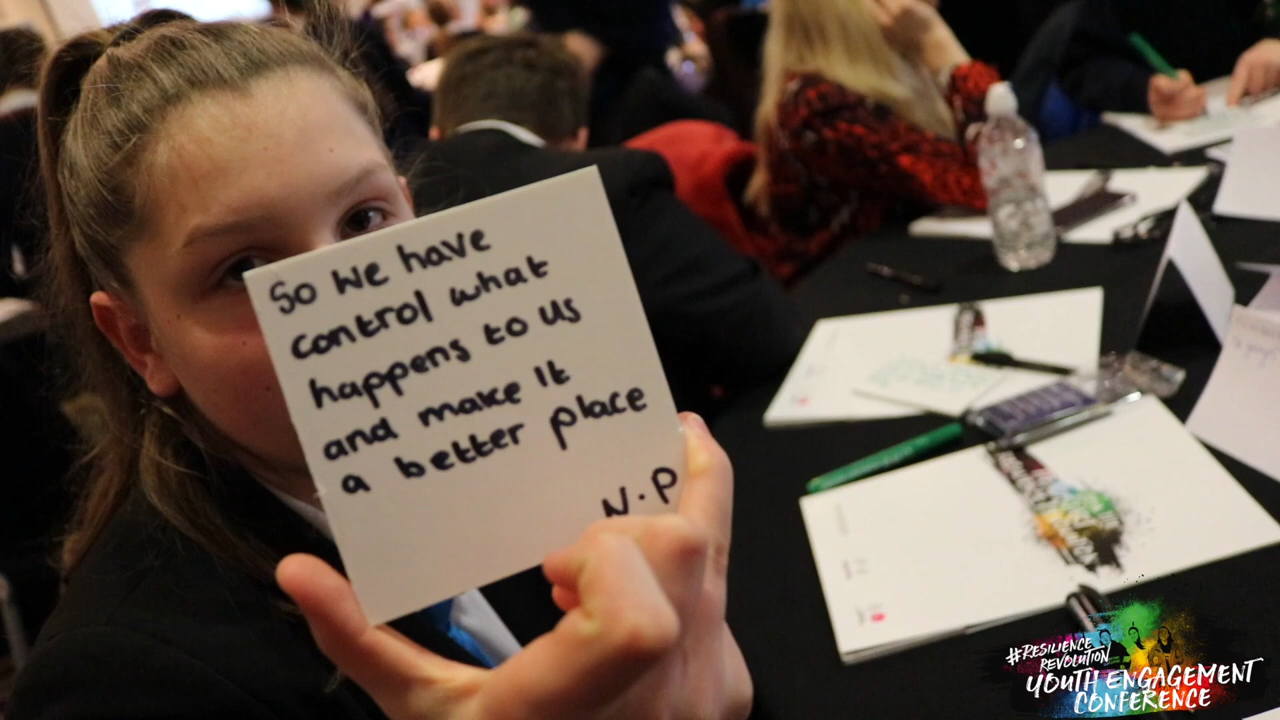 So we have
control what
happens to us
and make it
a better place
N.P
#RESILIENCE
REVOLUTION
YOUTH ENGAGEMENT
CONFERENCE